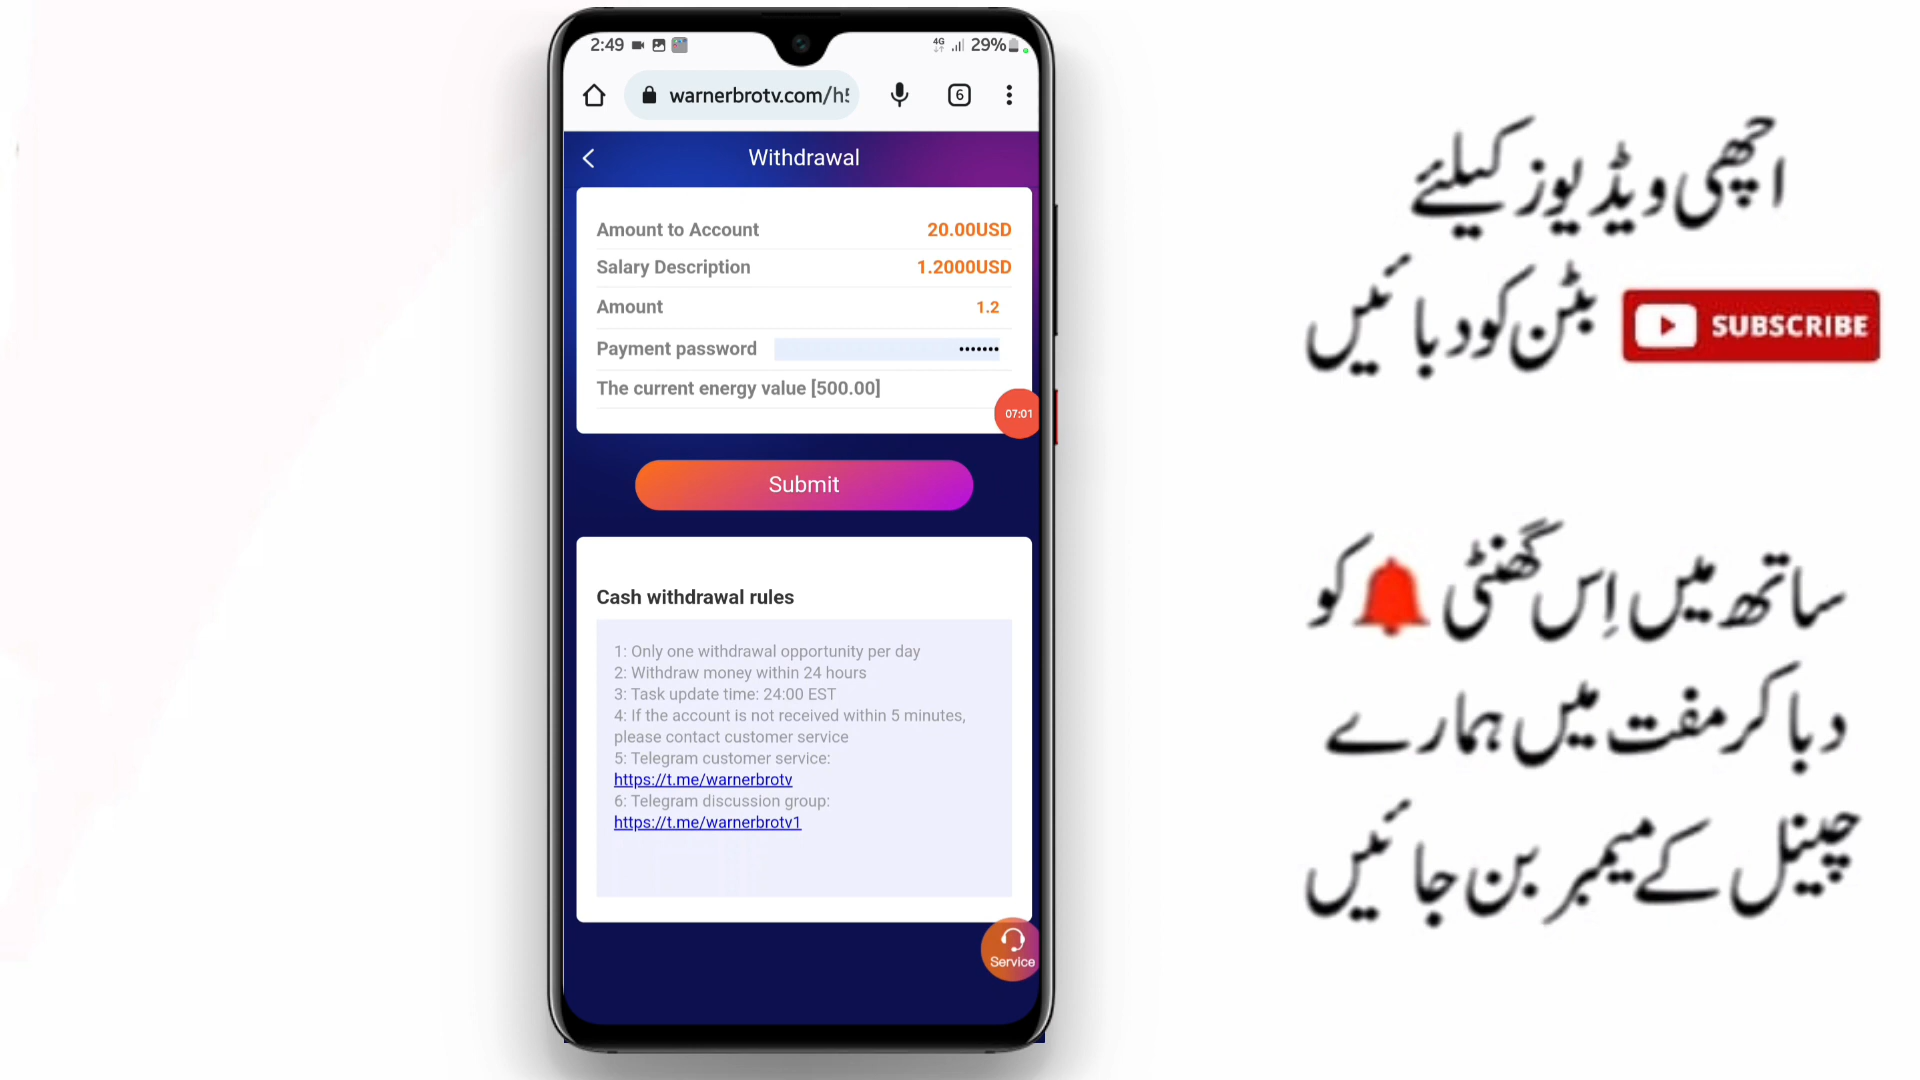 2:49
4G
29%
warnerbrotv.com/h5
6
Withdrawal
Amount to Account 20.00USD
Salary Description 1.2000USD
Amount 1.2
Payment password •••••••
The current energy value [500.00]
07:01
Submit
Cash withdrawal rules
1: Only one withdrawal opportunity per day
2: Withdraw money within 24 hours
3: Task update time: 24:00 EST
4: If the account is not received within 5 minutes,
please contact customer service
5: Telegram customer service:
https://t.me/warnerbrotv
6: Telegram discussion group:
https://t.me/warnerbrotv1
Service
اچھی ویڈیوز کیلئے
SUBSCRIBE بٹن کو دبائیں
ساتھ میں اِس گھنٹی کو
دبا کر مفت میں ہمارے
چینل کے میمبر بن جائیں